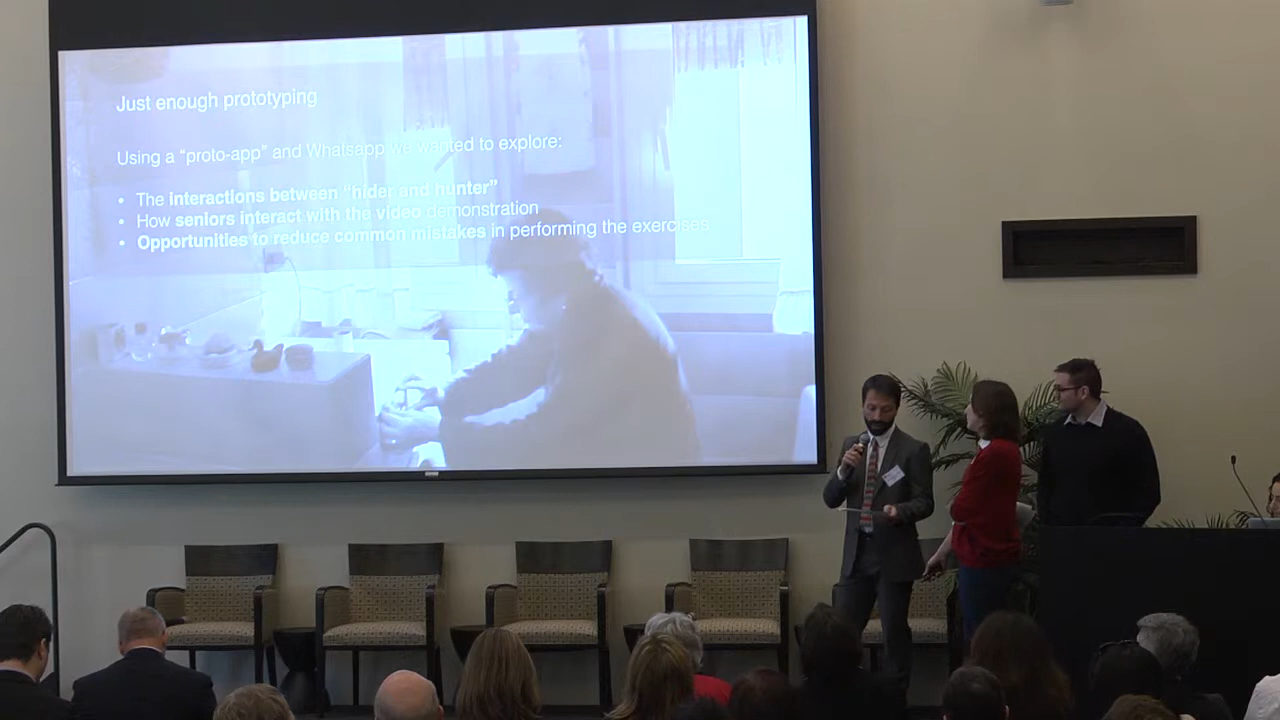 Just enough prototyping
Using a “proto-app” and Whatsapp we wanted to explore:
• The interactions between “hider and hunter”
• How seniors interact with the video demonstration
• Opportunities to reduce common mistakes in performing the exercises